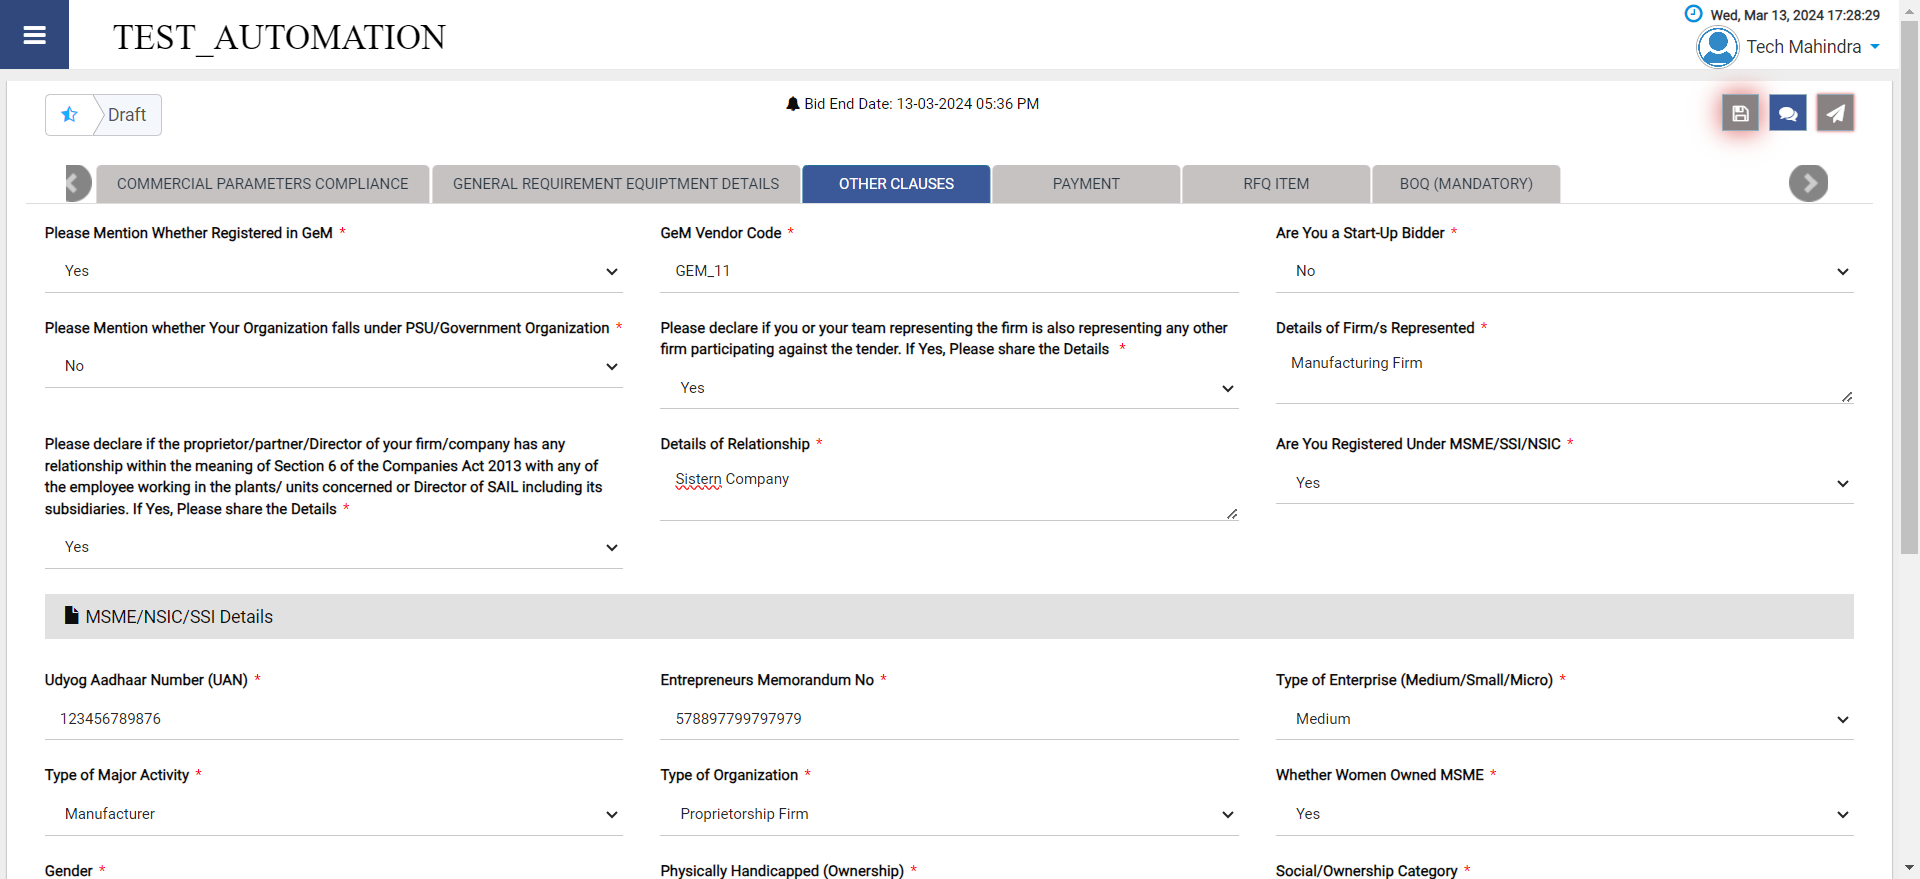 TEST_AUTOMATION
Wed, Mar 13, 2024 17:28:29
Tech Mahindra
Draft
Bid End Date: 13-03-2024 05:36 PM
COMMERCIAL PARAMETERS COMPLIANCE
GENERAL REQUIREMENT EQUIPTMENT DETAILS
OTHER CLAUSES
PAYMENT
RFQ ITEM
BOQ (MANDATORY)
Please Mention Whether Registered in GeM *
Yes
GeM Vendor Code *
GEM_11
Are You a Start-Up Bidder *
No
Please Mention whether Your Organization falls under PSU/Government Organization *
No
Please declare if you or your team representing the firm is also representing any other
firm participating against the tender. If Yes, Please share the Details *
Yes
Details of Firm/s Represented *
Manufacturing Firm
Please declare if the proprietor/partner/Director of your firm/company has any
relationship within the meaning of Section 6 of the Companies Act 2013 with any of
the employee working in the plants/ units concerned or Director of SAIL including its
subsidiaries. If Yes, Please share the Details *
Yes
Details of Relationship *
Sistern Company
Are You Registered Under MSME/SSI/NSIC *
Yes
MSME/NSIC/SSI Details
Udyog Aadhaar Number (UAN) *
123456789876
Entrepreneurs Memorandum No *
578897799797979
Type of Enterprise (Medium/Small/Micro) *
Medium
Type of Major Activity *
Manufacturer
Type of Organization *
Proprietorship Firm
Whether Women Owned MSME *
Yes
Gender *
Physically Handicapped (Ownership) *
Social/Ownership Category *